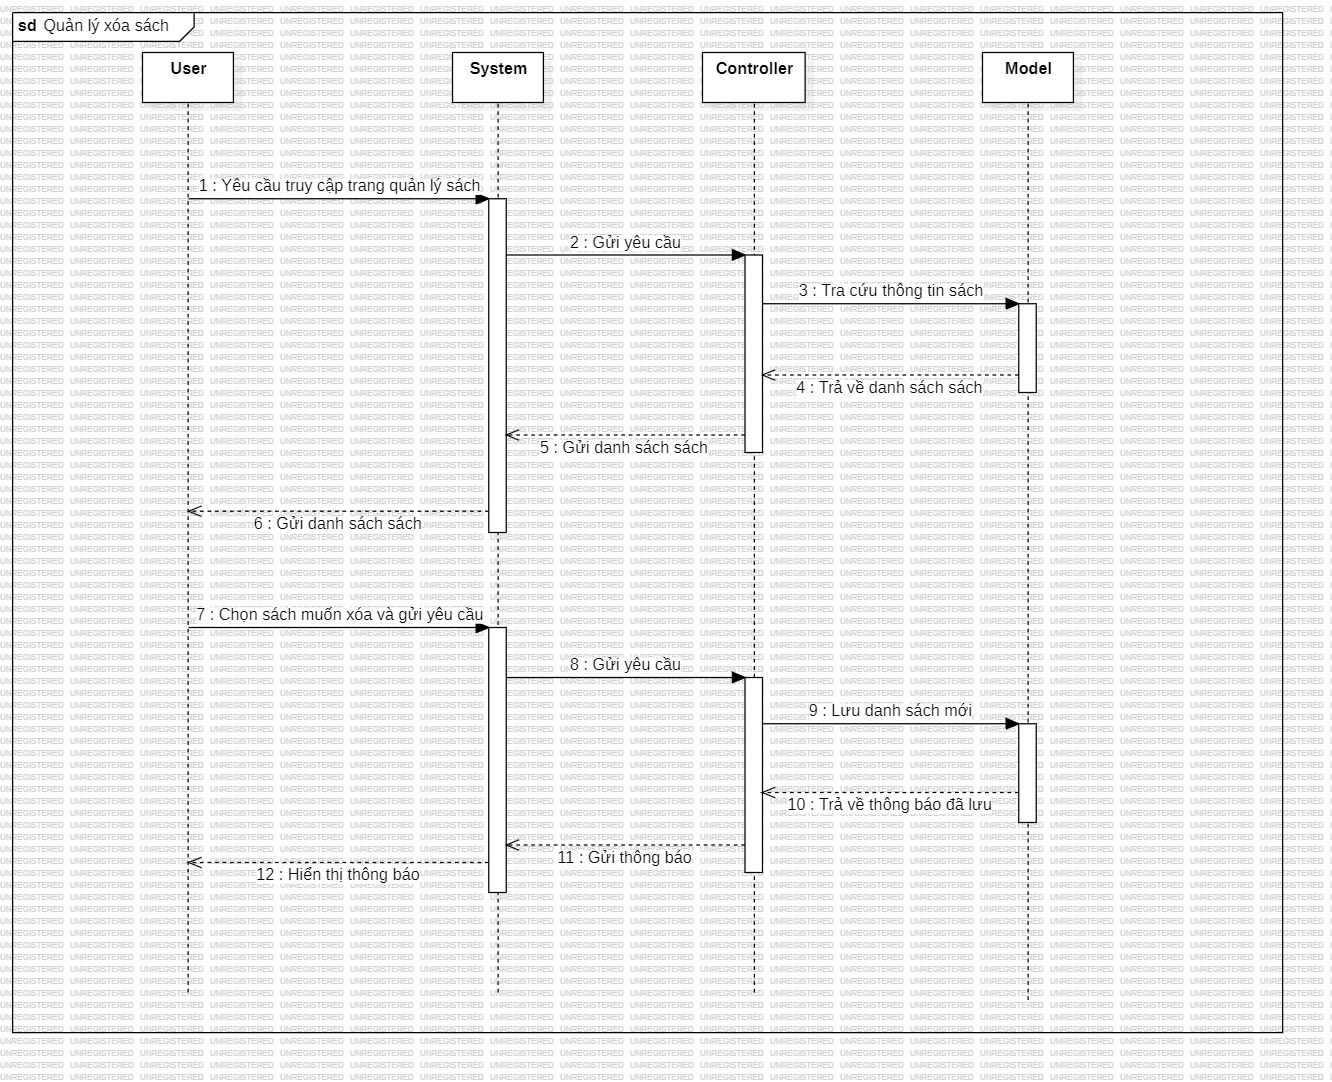 sd Quản lý xóa sách
User
System
Controller
Model
1 : Yêu cầu truy cập trang quản lý sách
2 : Gửi yêu cầu
3 : Tra cứu thông tin sách
4 : Trả về danh sách sách
5 : Gửi danh sách sách
6 : Gửi danh sách sách
7 : Chọn sách muốn xóa và gửi yêu cầu
8 : Gửi yêu cầu
9 : Lưu danh sách mới
10 : Trả về thông báo đã lưu
11 : Gửi thông báo
12 : Hiển thị thông báo
UNREGISTERED